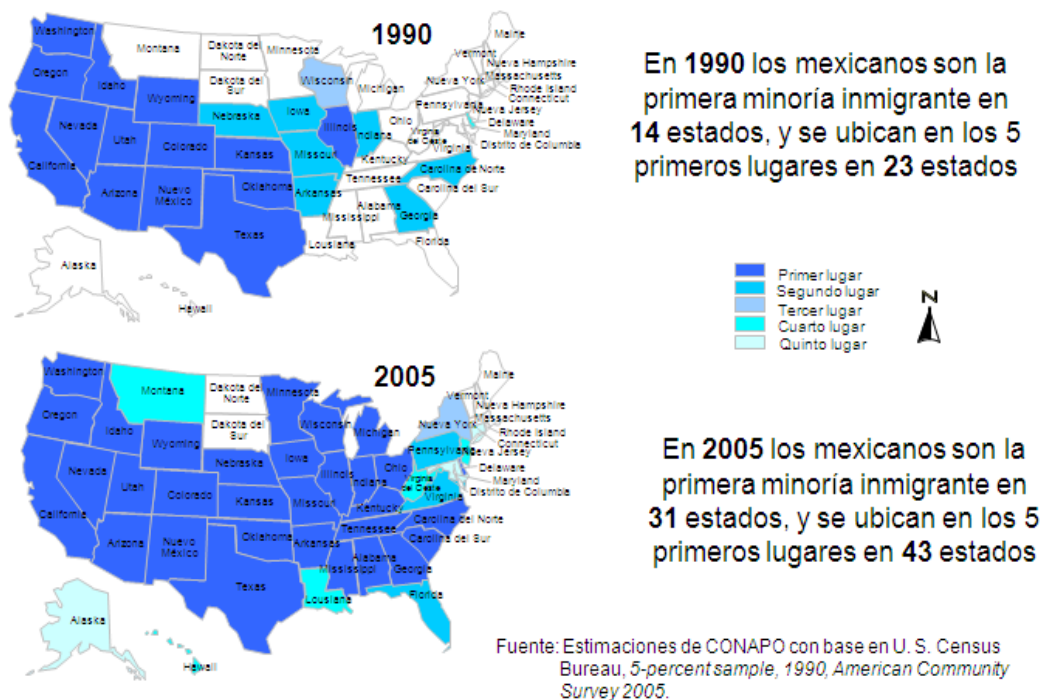 1990
Washington
Oregon
Idaho
Montana
Dakota del
Norte
Minnesota
Dakota del
Sur
Wyoming
Wisconsin
Michigan
Maine
Vermont
Nueva Hampshire
Massachusetts
Nueva York
Rhode Island
Connecticut
Pennsylvania
Nueva Jersey
Delaware
Maryland
Distrito de Columbia
Nebraska
Iowa
Illinois
Indiana
Ohio
Virginia
Nevada
Utah
Colorado
Kansas
Missouri
Kentucky
California
Arizona
Nuevo
México
Oklahoma
Arkansas
Tennessee
Carolina de Norte
Carolina del Sur
Mississippi
Alabama
Georgia
Texas
Lousiana
Florida
Alaska
Hawaii
En 1990 los mexicanos son la
primera minoría inmigrante en
14 estados, y se ubican en los 5
primeros lugares en 23 estados
Primer lugar
Segundo lugar
Tercer lugar
Cuarto lugar
Quinto lugar
N
2005
Washington
Oregon
Idaho
Montana
Dakota del
Norte
Minnesota
Dakota del
Sur
Wyoming
Wisconsin
Michigan
Maine
Vermont
Nueva Hampshire
Massachusetts
Nueva York
Rhode Island
Connecticut
Pennsylvania
Nueva Jersey
Delaware
Maryland
Distrito de Columbia
Nebraska
Iowa
Illinois
Indiana
Ohio
Virginia
Nevada
Utah
Colorado
Kansas
Missouri
Kentucky
California
Arizona
Nuevo
México
Oklahoma
Arkansas
Tennessee
Carolina del Norte
Carolina del Sur
Mississippi
Alabama
Georgia
Texas
Lousiana
Florida
Alaska
Hawaii
En 2005 los mexicanos son la
primera minoría inmigrante en
31 estados, y se ubican en los 5
primeros lugares en 43 estados
Fuente: Estimaciones de CONAPO con base en U. S. Census
Bureau, 5-percent sample, 1990, American Community
Survey 2005.